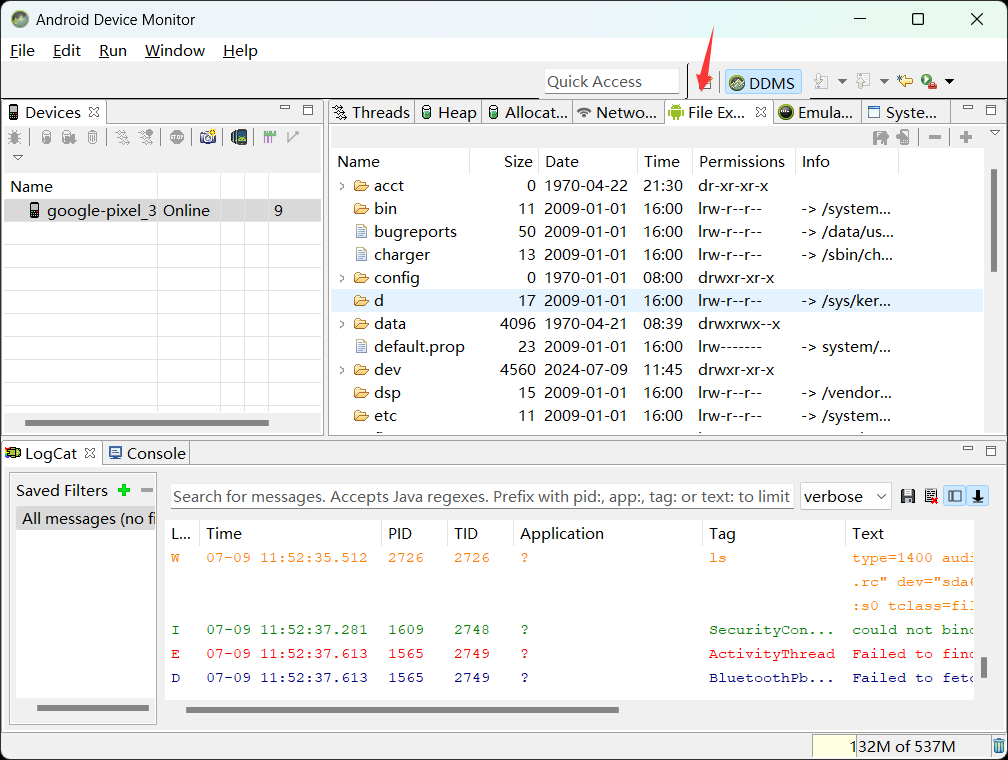 Android Device Monitor
File Edit Run Window Help
Quick Access DDMS
Devices
Name
google-pixel_3 Online 9
Threads Heap Allocat... Netwo... File Ex... Emula... Syste...
Name Size Date Time Permissions Info
acct 0 1970-04-22 21:30 dr-xr-xr-x
bin 11 2009-01-01 16:00 lrw-r--r-- -> /system...
bugreports 50 2009-01-01 16:00 lrw-r--r-- -> /data/us...
charger 13 2009-01-01 16:00 lrw-r--r-- -> /sbin/ch...
config 0 1970-01-01 08:00 drwxr-xr-x
d 17 2009-01-01 16:00 lrw-r--r-- -> /sys/ker...
data 4096 1970-04-21 08:39 drwxrwx--x
default.prop 23 2009-01-01 16:00 lrw------- -> system/...
dev 4560 2024-07-09 11:45 drwxr-xr-x
dsp 15 2009-01-01 16:00 lrw-r--r-- -> /vendor...
etc 11 2009-01-01 16:00 lrw-r--r-- -> /system...
LogCat Console
Saved Filters
All messages (no fi
Search for messages. Accepts Java regexes. Prefix with pid:, app:, tag: or text: to limit verbose
L... Time PID TID Application Tag Text
W 07-09 11:52:35.512 2726 2726 ? ls type=1400 audi
.rc" dev="sda6
:s0 tclass=fil
I 07-09 11:52:37.281 1609 2748 ? SecurityCon... could not bind
E 07-09 11:52:37.613 1565 2749 ? ActivityThread Failed to find
D 07-09 11:52:37.613 1565 2749 ? BluetoothPb... Failed to fetc
132M of 537M